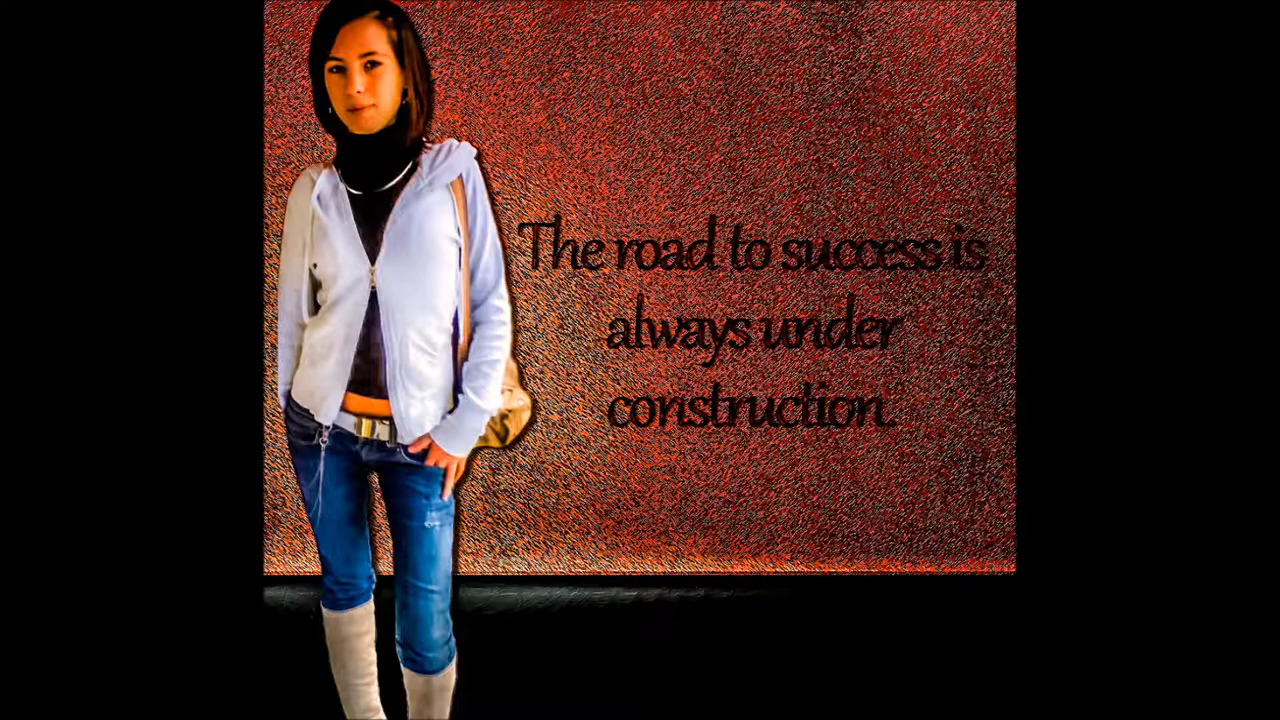 The road to success is
always under
construction.